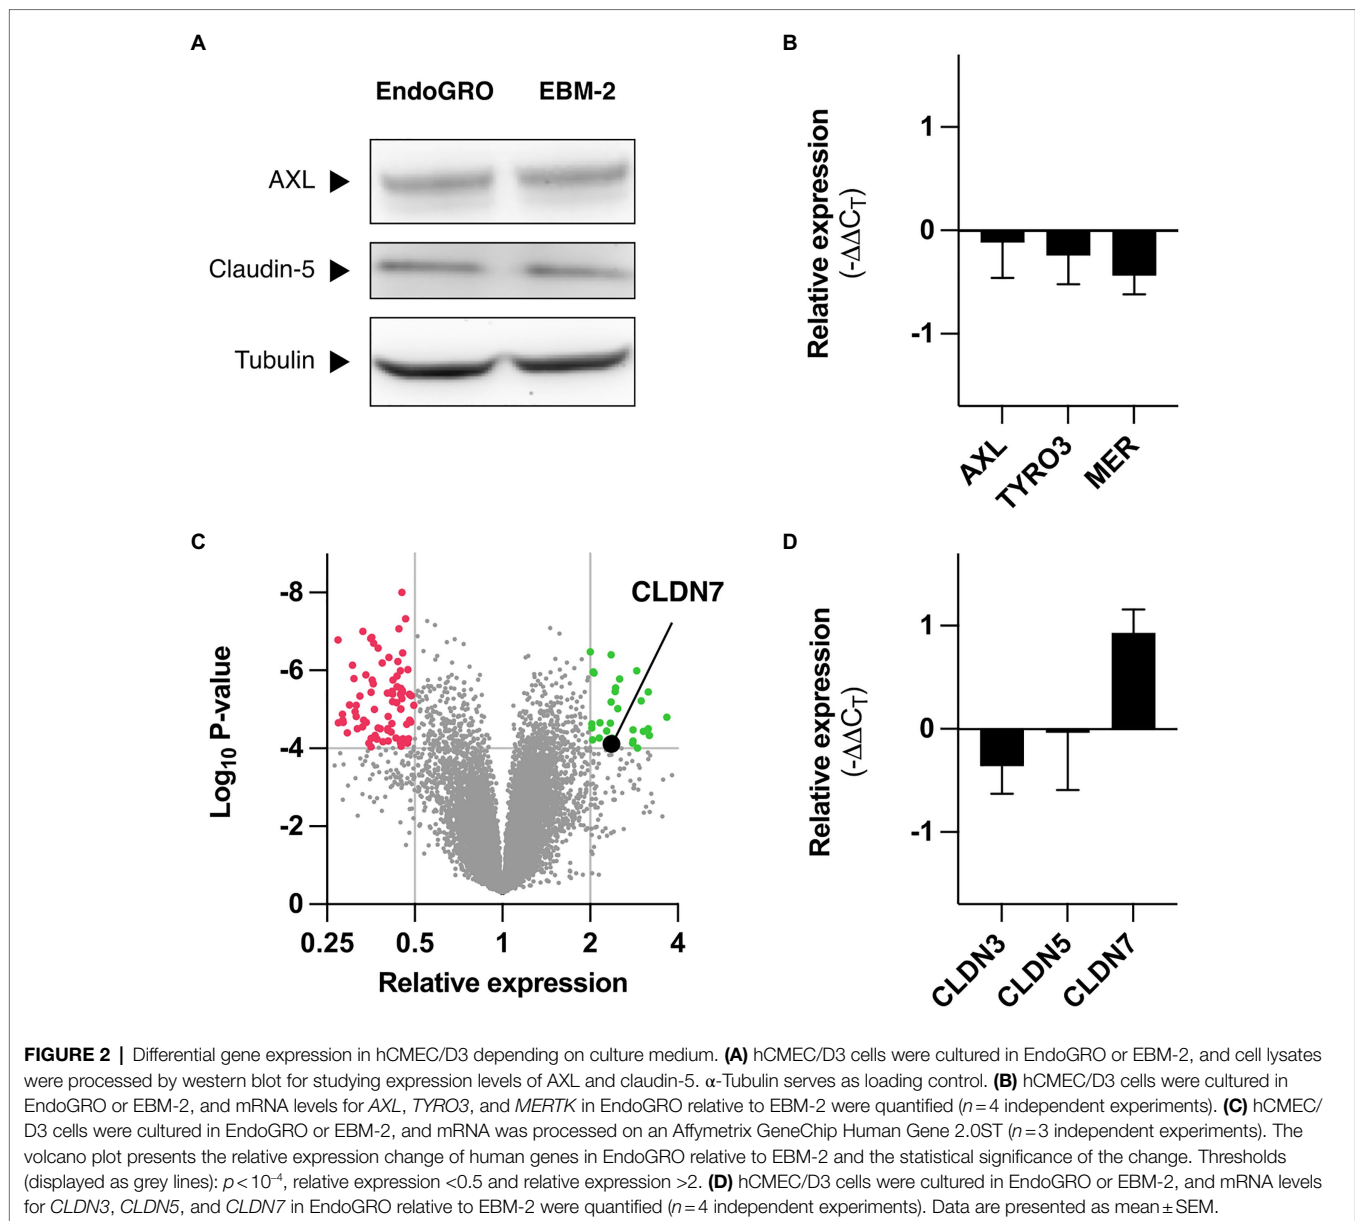 A
EndoGRO EBM-2
AXL
Claudin-5
Tubulin
B
Relative expression
(-ΔΔCT)
1
0
-1
AXL
TYRO3
MER
C
CLDN7
Log10 P-value
-8
-6
-4
-2
0
0.25 0.5 1 2 4
Relative expression
D
Relative expression
(-ΔΔCT)
1
0
-1
CLDN3
CLDN5
CLDN7
FIGURE 2 | Differential gene expression in hCMEC/D3 depending on culture medium. (A) hCMEC/D3 cells were cultured in EndoGRO or EBM-2, and cell lysates
were processed by western blot for studying expression levels of AXL and claudin-5. α-Tubulin serves as loading control. (B) hCMEC/D3 cells were cultured in
EndoGRO or EBM-2, and mRNA levels for AXL, TYRO3, and MERTK in EndoGRO relative to EBM-2 were quantified (n=4 independent experiments). (C) hCMEC/
D3 cells were cultured in EndoGRO or EBM-2, and mRNA was processed on an Affymetrix GeneChip Human Gene 2.0ST (n=3 independent experiments). The
volcano plot presents the relative expression change of human genes in EndoGRO relative to EBM-2 and the statistical significance of the change. Thresholds
(displayed as grey lines): p<10⁻⁴, relative expression <0.5 and relative expression >2. (D) hCMEC/D3 cells were cultured in EndoGRO or EBM-2, and mRNA levels
for CLDN3, CLDN5, and CLDN7 in EndoGRO relative to EBM-2 were quantified (n=4 independent experiments). Data are presented as mean±SEM.